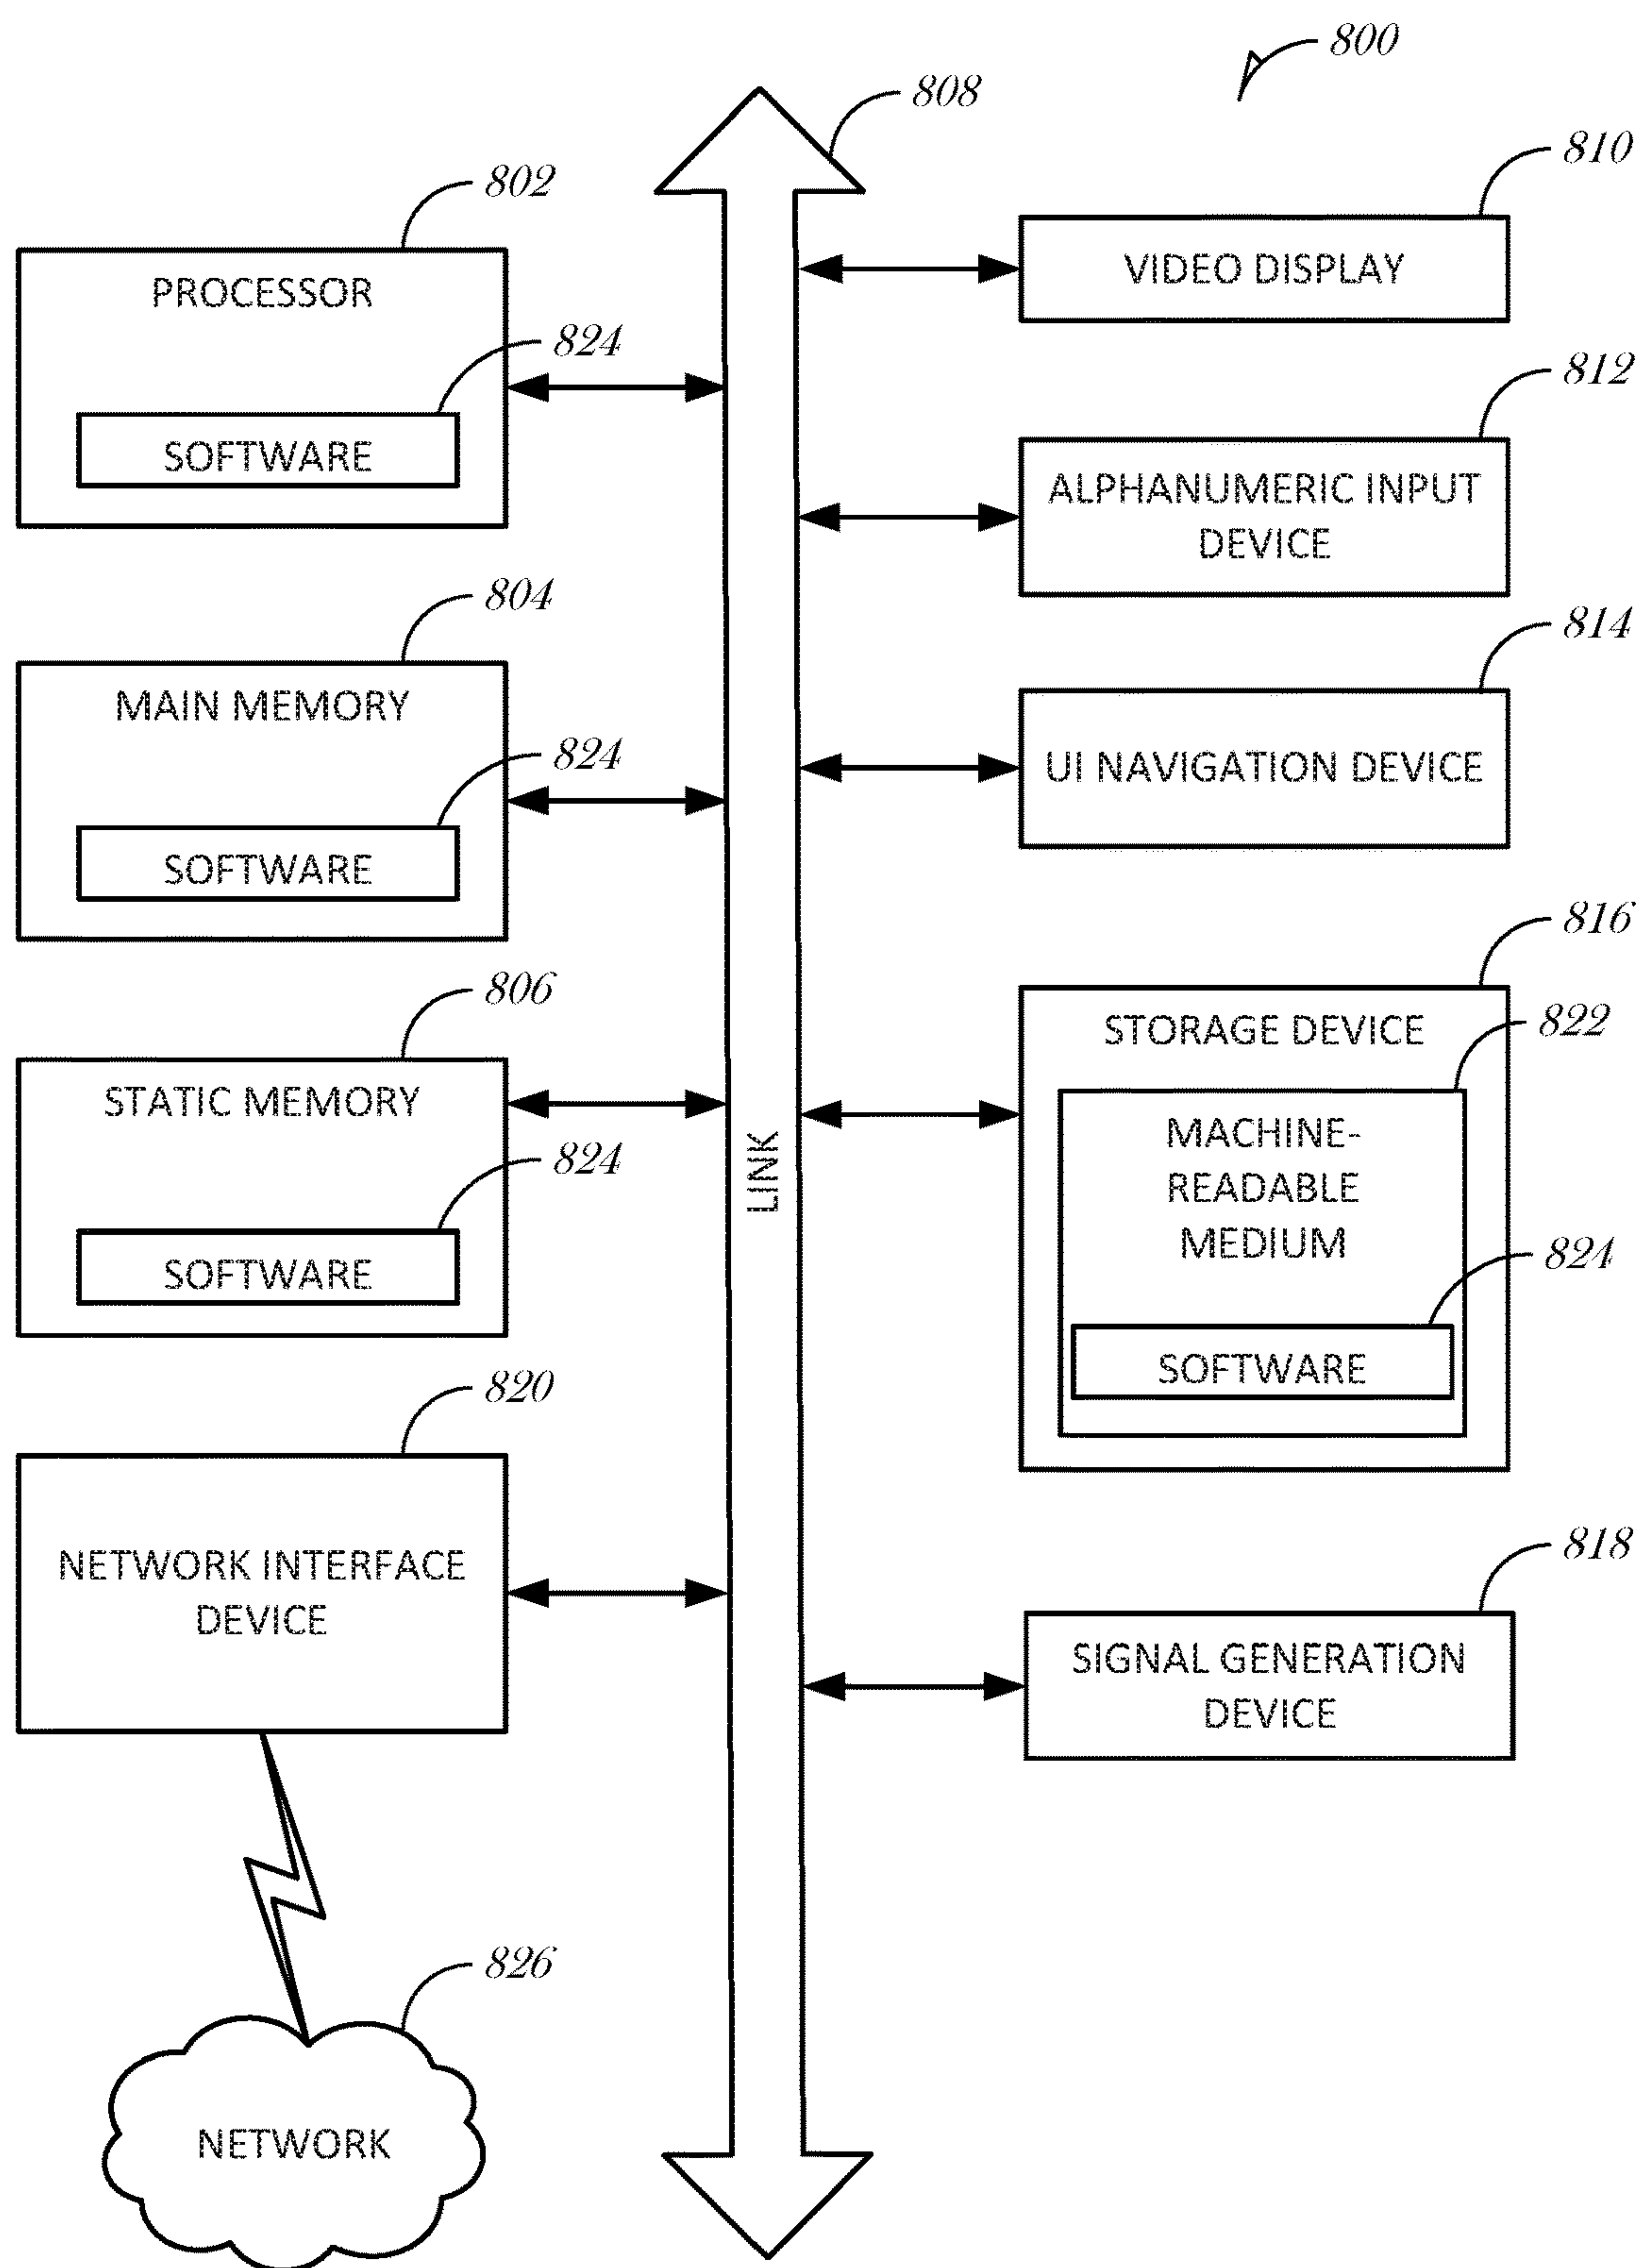 800
808
802
PROCESSOR
824
SOFTWARE
804
MAIN MEMORY
824
SOFTWARE
806
STATIC MEMORY
824
SOFTWARE
820
NETWORK INTERFACE
DEVICE
826
NETWORK
LINK
810
VIDEO DISPLAY
812
ALPHANUMERIC INPUT
DEVICE
814
UI NAVIGATION DEVICE
816
STORAGE DEVICE
822
MACHINE-
READABLE
MEDIUM
824
SOFTWARE
818
SIGNAL GENERATION
DEVICE